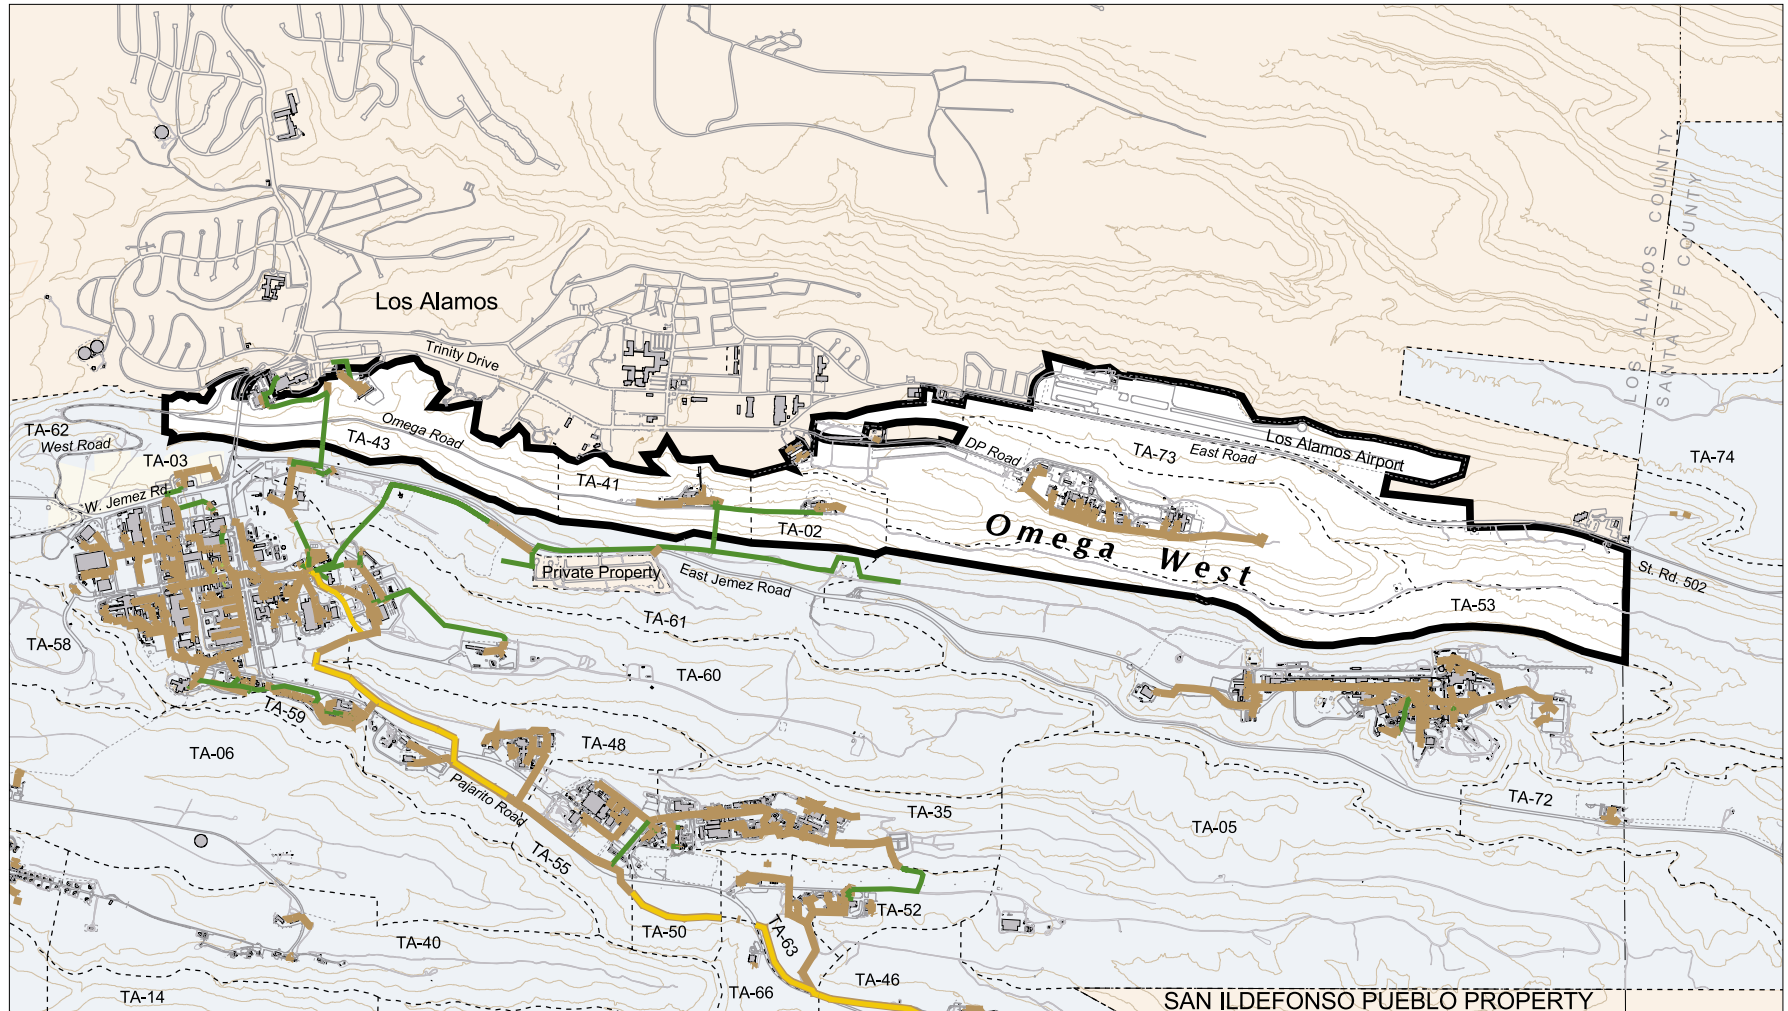 LOS ALAMOS COUNTY
SANTA FE COUNTY
Los Alamos
Trinity Drive
TA-62
West Road
TA-43
Omega Road
TA-03
W. Jemez Rd.
TA-41
DP Road
TA-73
East Road
Los Alamos Airport
TA-74
TA-02
Omega West
Private Property
East Jemez Road
St. Rd. 502
TA-53
TA-61
TA-58
TA-60
TA-59
TA-06
TA-48
Pajarito Road
TA-35
TA-72
TA-05
TA-55
TA-52
TA-50
TA-63
TA-40
TA-46
TA-14
TA-66
SAN ILDEFONSO PUEBLO PROPERTY